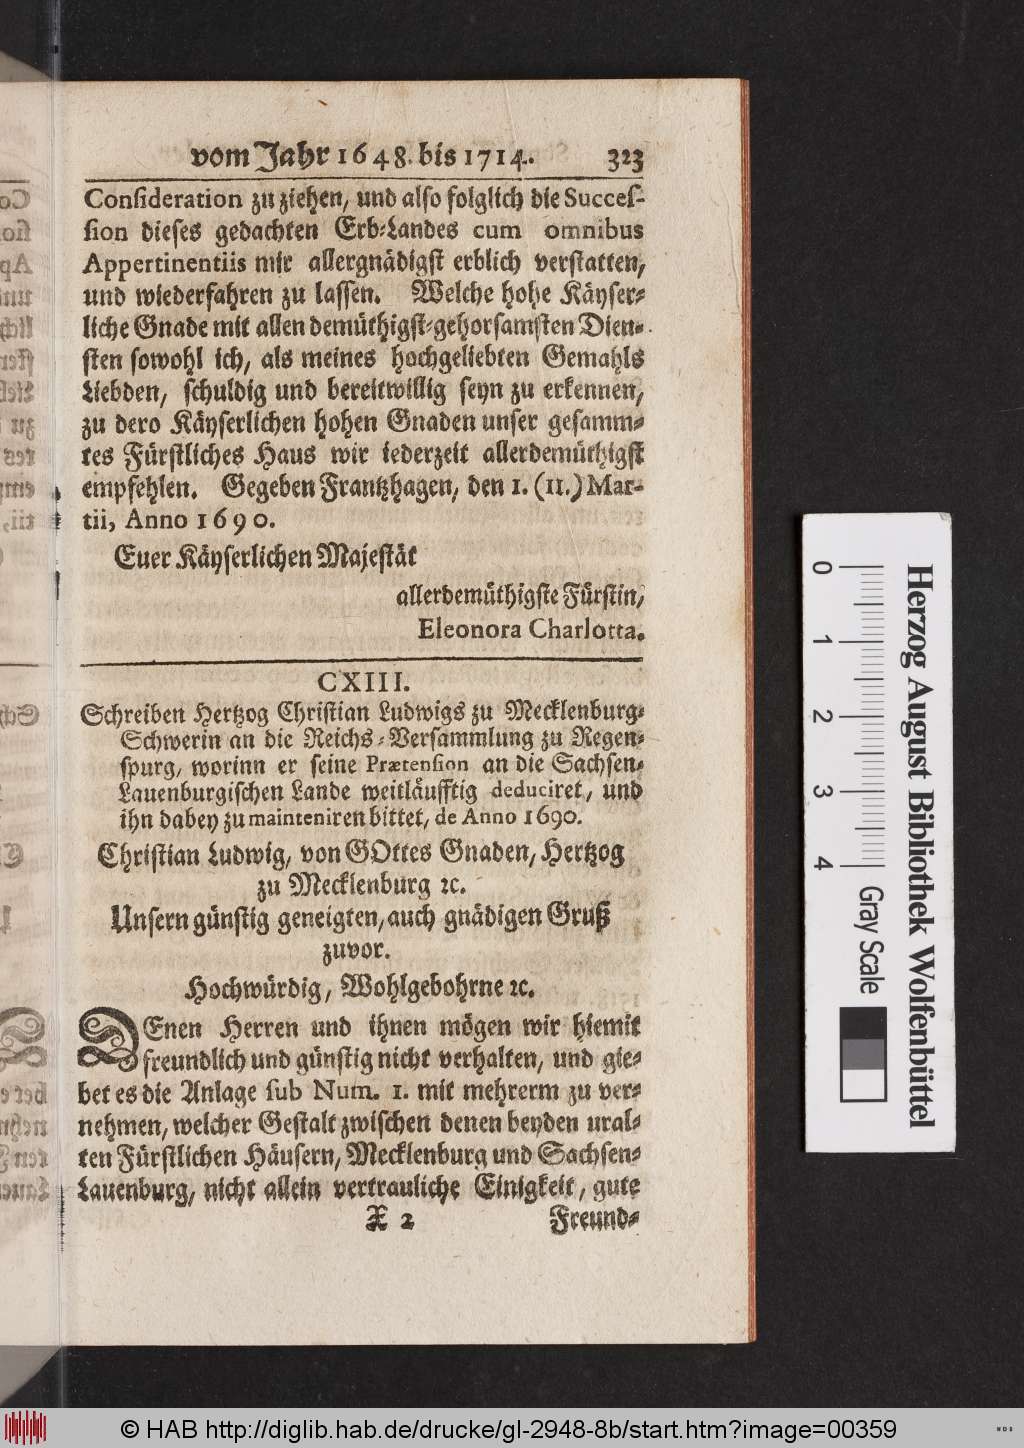 vom Jahr 1648. bis 1714. 323
Conſideration zu ziehen, und alſo folglich die Succeſ-
ſion dieſes gedachten Erb-Landes cum omnibus
Appertinentiis mir allergnädigſt erblich verſtatten,
und wiederfahren zu laſſen. Welche hohe Käyſer-
liche Gnade mit allen demüthigſt-gehorſamſten Dien-
ſten ſowohl ich, als meines hochgeliebten Gemahls
Liebden, ſchuldig und bereitwillig ſeyn zu erkennen,
zu dero Käyſerlichen hohen Gnaden unſer geſamm-
tes Fürſtliches Haus wir iederzeit allerdemüthigſt
empfehlen. Gegeben Frantzhagen, den 1. (11.) Mar-
tii, Anno 1690.
Euer Käyſerlichen Majeſtät
allerdemüthigſte Fürſtin,
Eleonora Charlotta.
CXIII.
Schreiben Hertzog Chriſtian Ludwigs zu Mecklenburg-
Schwerin an die Reichs-Verſammlung zu Regen-
ſpurg, worinn er ſeine Prætenſion an die Sachſen-
Lauenburgiſchen Lande weitläufftig deduciret, und
ihn dabey zu mainteniren bittet, de Anno 1690.
Chriſtian Ludwig, von GOttes Gnaden, Hertzog
zu Mecklenburg ꝛc.
Unſern günſtig geneigten, auch gnädigen Gruß
zuvor.
Hochwürdig, Wohlgebohrne ꝛc.
DEnen Herren und ihnen mögen wir hiemit
freundlich und günſtig nicht verhalten, und gie-
bet es die Anlage ſub Num. 1. mit mehrerm zu ver-
nehmen, welcher Geſtalt zwiſchen denen beyden ural-
ten Fürſtlichen Häuſern, Mecklenburg und Sachſen-
Lauenburg, nicht allein vertrauliche Einigkeit, gute
X 2 Freund-
0 1 2 3 4
Gray Scale
Herzog August Bibliothek Wolfenbüttel
© HAB http://diglib.hab.de/drucke/gl-2948-8b/start.htm?image=00359